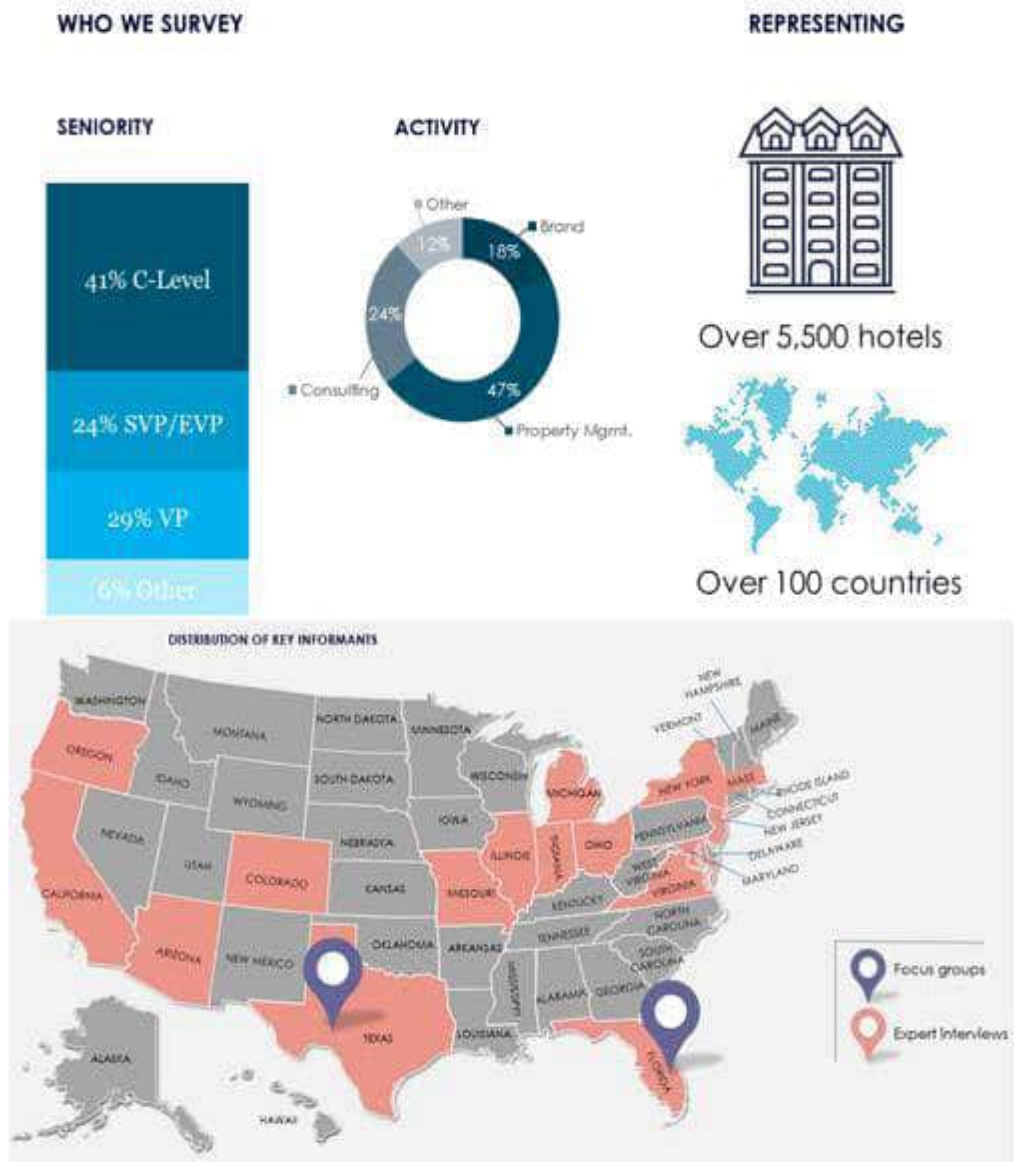 WHO WE SURVEY
REPRESENTING
SENIORITY
ACTIVITY
41% C-Level
24% SVP/EVP
29% VP
6% Other
Other
12%
Brand
18%
24%
Consulting
47%
Property Mgmt.
Over 5,500 hotels
Over 100 countries
DISTRIBUTION OF KEY INFORMANTS
WASHINGTON
OREGON
CALIFORNIA
NEVADA
IDAHO
MONTANA
WYOMING
UTAH
COLORADO
ARIZONA
NEW MEXICO
NORTH DAKOTA
SOUTH DAKOTA
NEBRASKA
KANSAS
OKLAHOMA
TEXAS
MINNESOTA
IOWA
MISSOURI
ARKANSAS
LOUISIANA
WISCONSIN
ILLINOIS
MICHIGAN
INDIANA
OHIO
KENTUCKY
TENNESSEE
MISSISSIPPI
ALABAMA
GEORGIA
FLORIDA
SOUTH
CAROLINA
NORTH
CAROLINA
VIRGINIA
WEST
VIRGINIA
PENNSYLVANIA
NEW YORK
VERMONT
NEW
HAMPSHIRE
MAINE
MAST
RHODE ISLAND
CONNECTICUT
NEW JERSEY
DELAWARE
MARYLAND
ALASKA
HAWAII
Focus groups
Expert Interviews